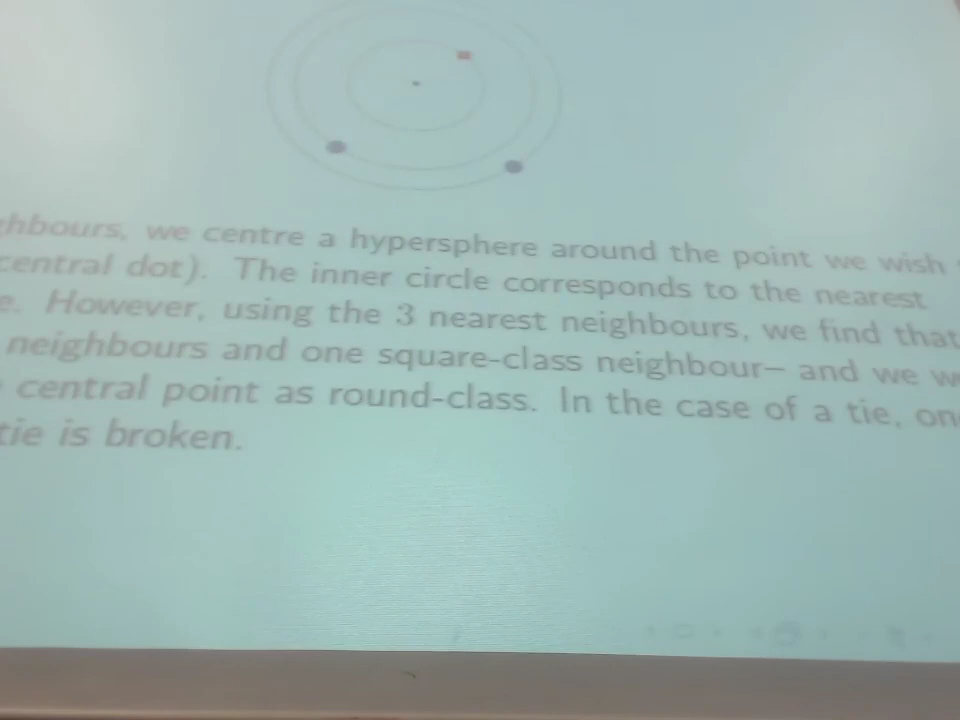 ghbours, we centre a hypersphere around the point we wish
central dot). The inner circle corresponds to the nearest
e. However, using the 3 nearest neighbours, we find that
neighbours and one square-class neighbour– and we w
central point as round-class. In the case of a tie, on
tie is broken.